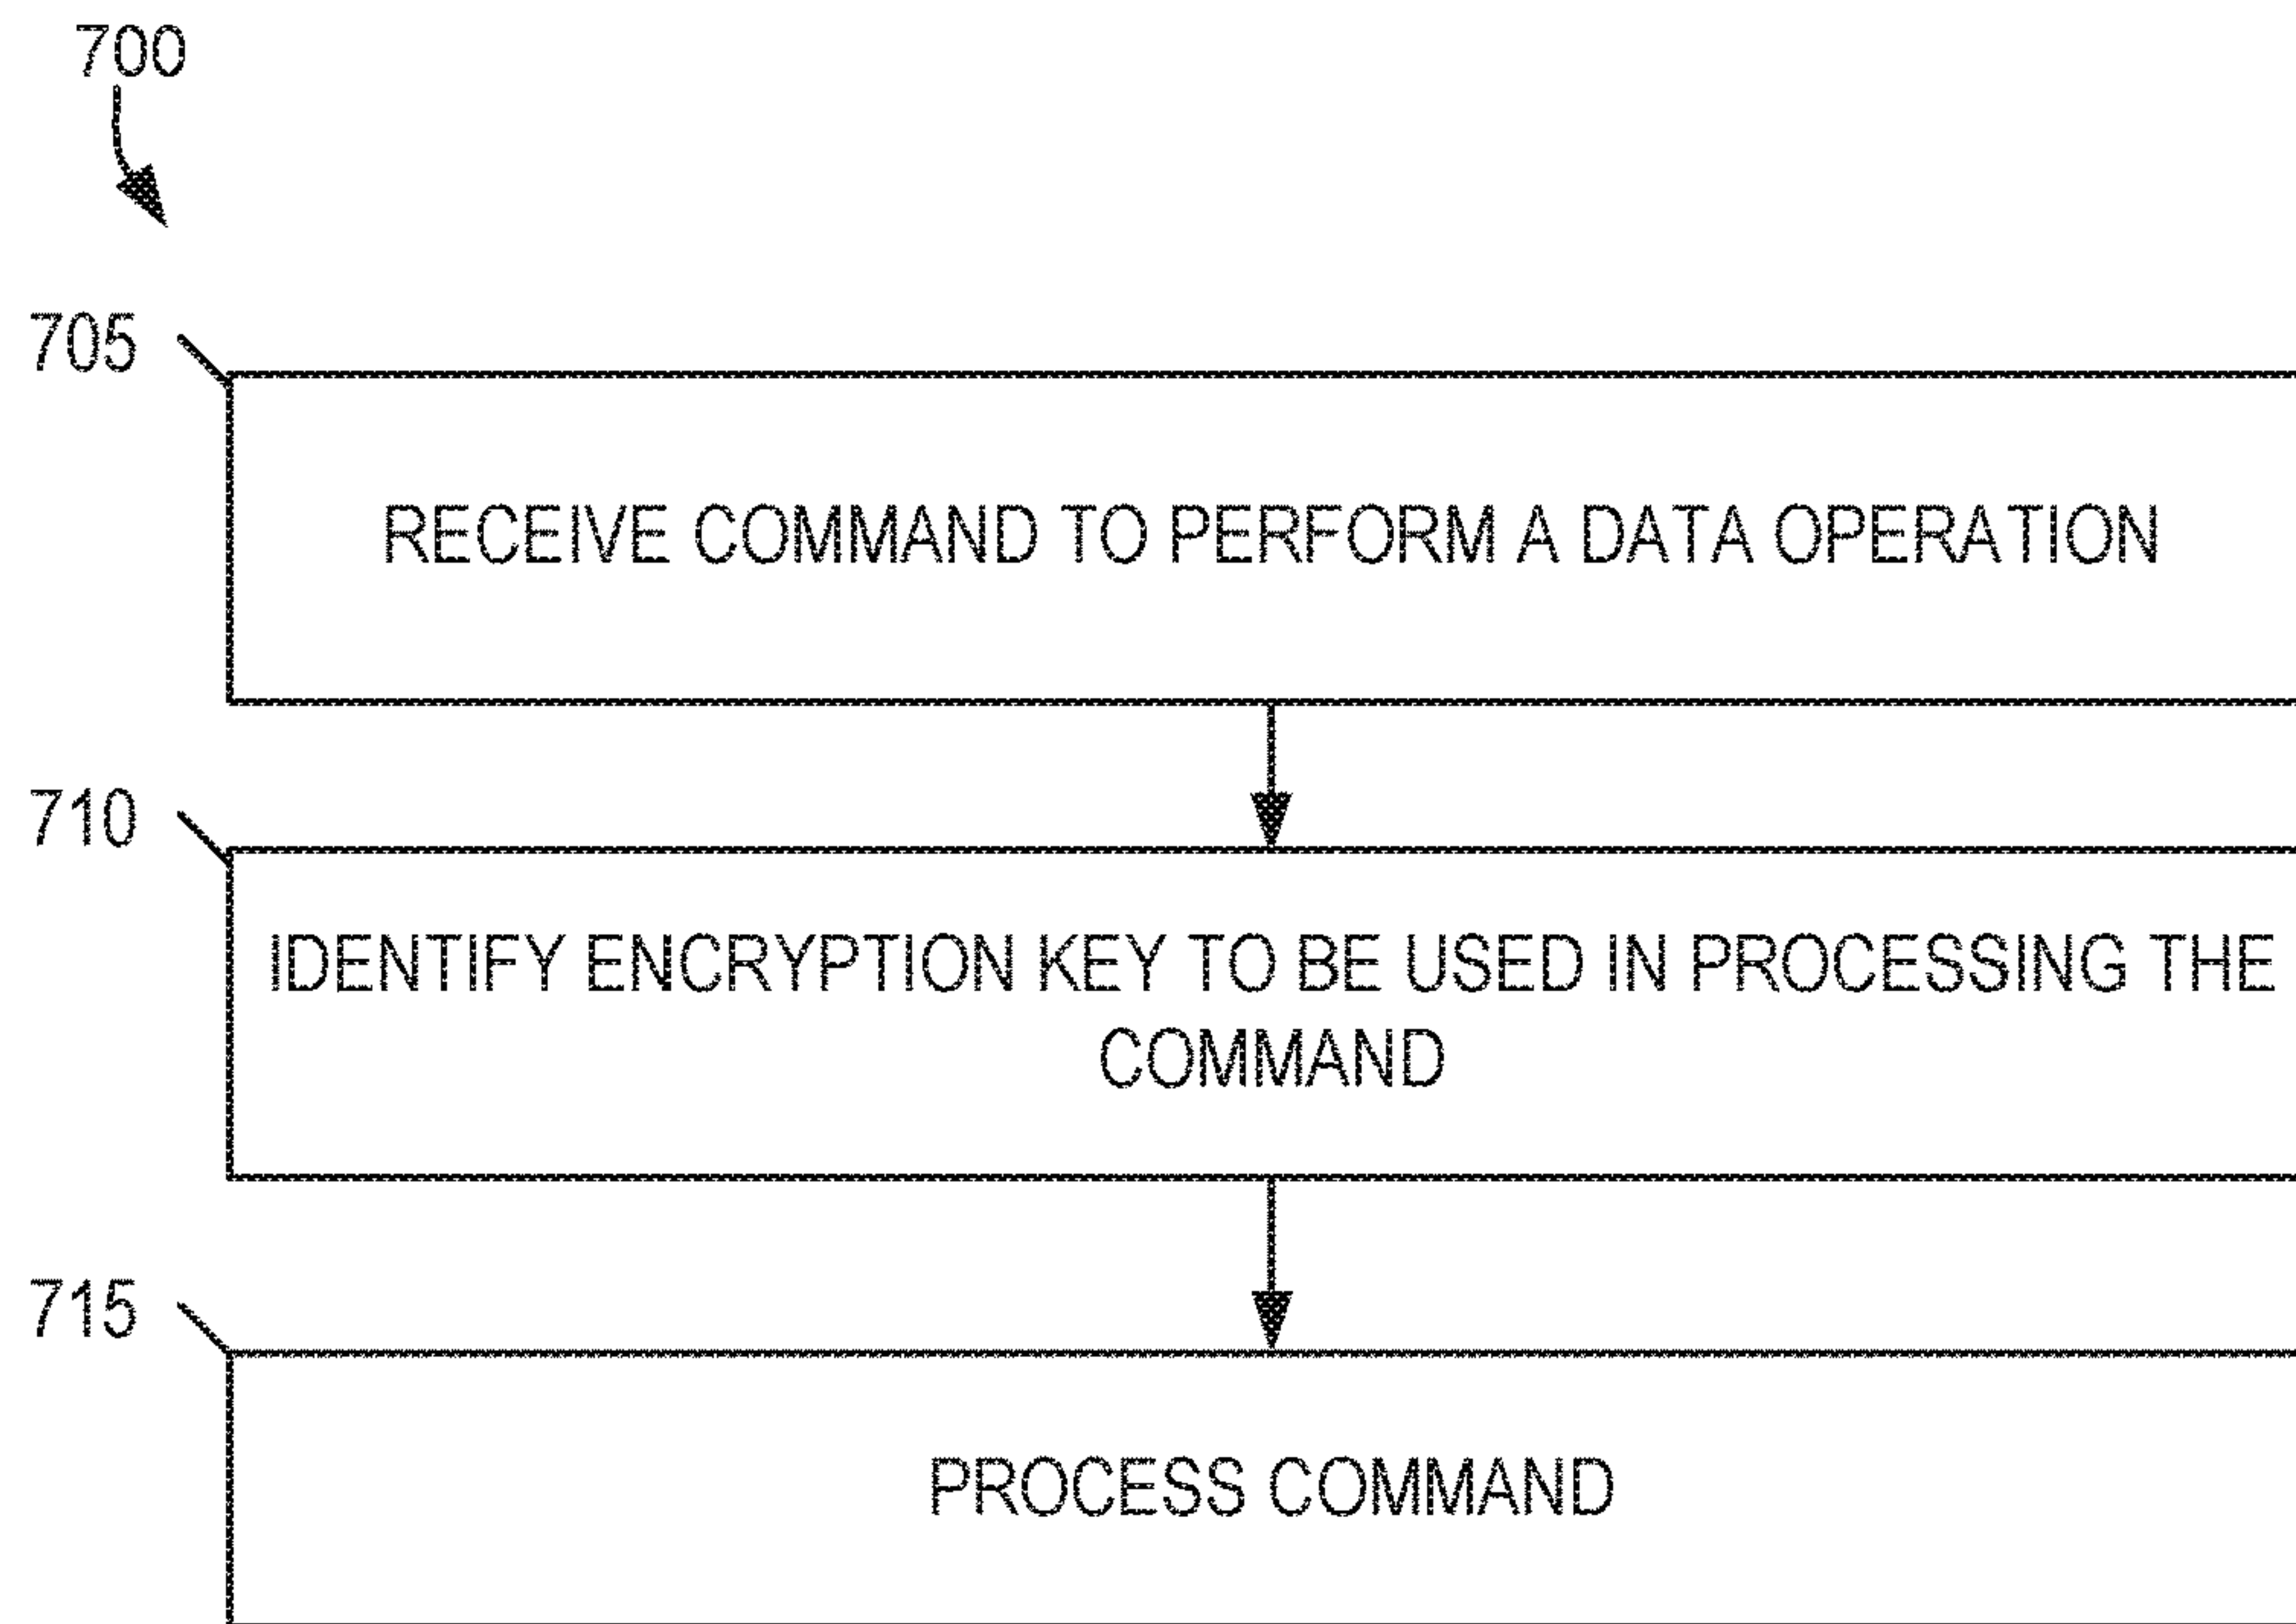 700
705
RECEIVE COMMAND TO PERFORM A DATA OPERATION
710
IDENTIFY ENCRYPTION KEY TO BE USED IN PROCESSING THE
COMMAND
715
PROCESS COMMAND